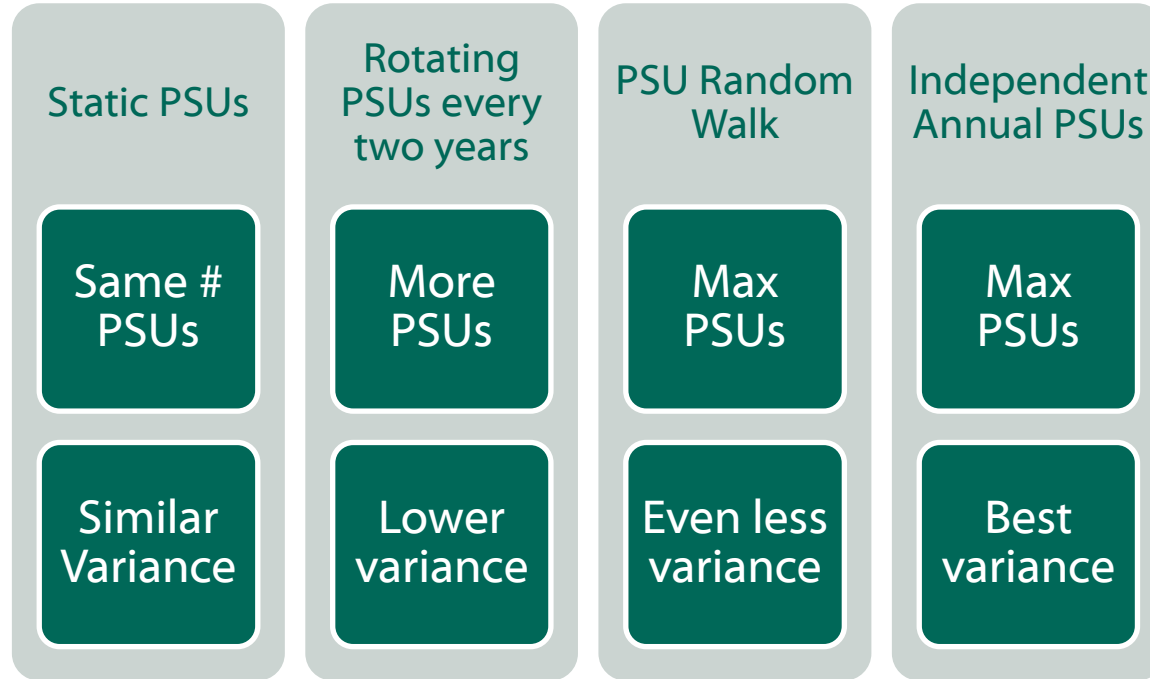 Static PSUs
Same #
PSUs
Similar
Variance
Rotating
PSUs every
two years
More
PSUs
Lower
variance
PSU Random
Walk
Max
PSUs
Even less
variance
Independent
Annual PSUs
Max
PSUs
Best
variance